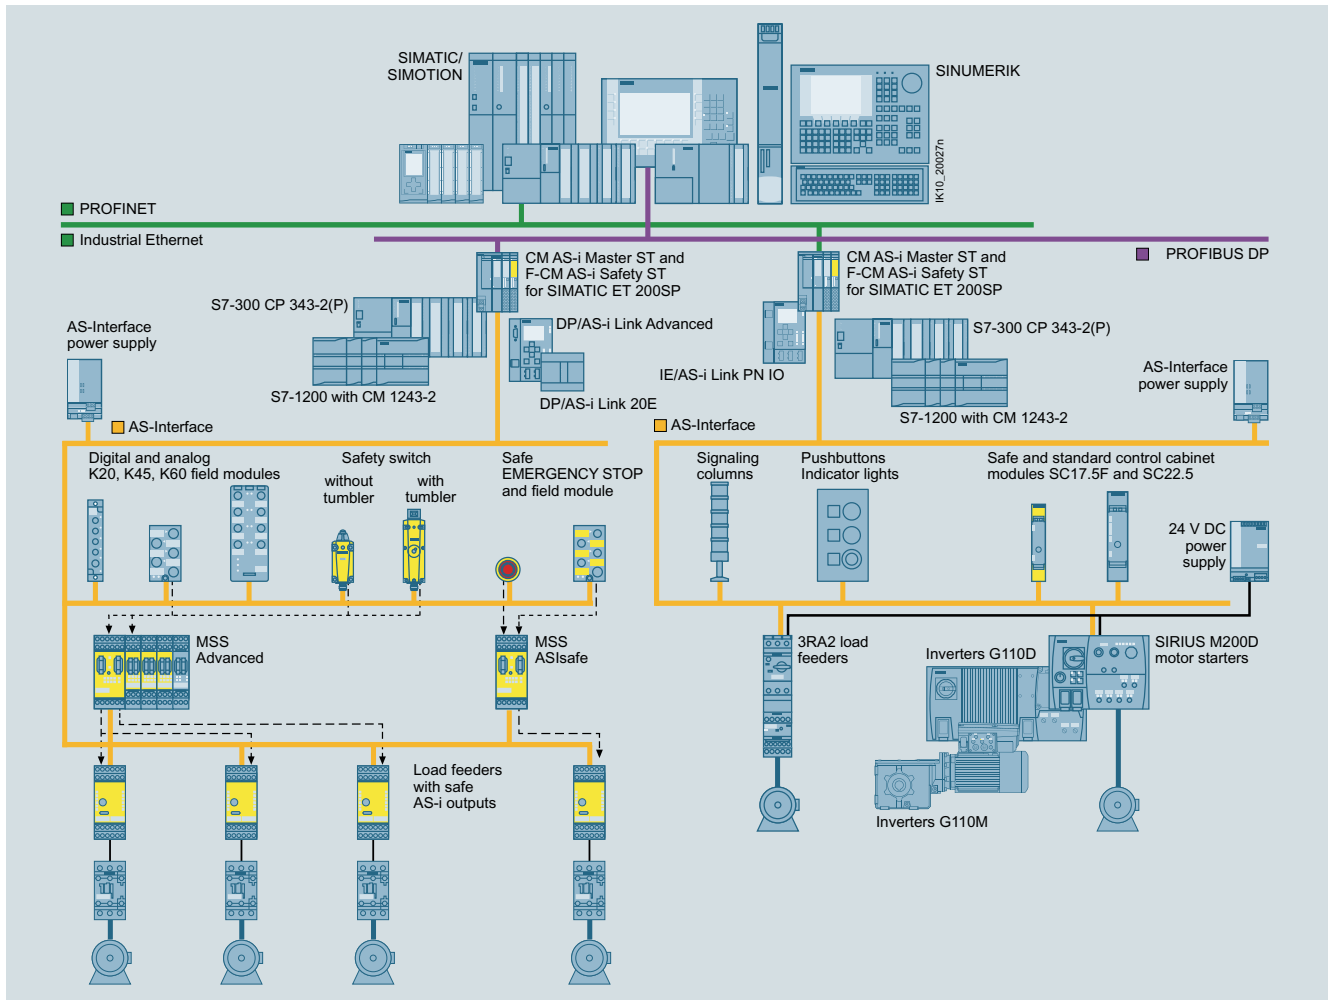 SIMATIC/
SIMOTION
SINUMERIK
IK10_20027n
PROFINET
Industrial Ethernet
PROFIBUS DP
CM AS-i Master ST and
F-CM AS-i Safety ST
for SIMATIC ET 200SP
CM AS-i Master ST and
F-CM AS-i Safety ST
for SIMATIC ET 200SP
S7-300 CP 343-2(P)
DP/AS-i Link Advanced
S7-300 CP 343-2(P)
AS-Interface
power supply
IE/AS-i Link PN IO
AS-Interface
power supply
S7-1200 with CM 1243-2
DP/AS-i Link 20E
S7-1200 with CM 1243-2
AS-Interface
AS-Interface
Digital and analog
K20, K45, K60 field modules
Safety switch
without
tumbler
with
tumbler
Safe
EMERGENCY STOP
and field module
Signaling
columns
Pushbuttons
Indicator lights
Safe and standard control cabinet
modules SC17.5F and SC22.5
24 V DC
power
supply
MSS
Advanced
MSS
ASIsafe
3RA2 load
feeders
Inverters G110D
SIRIUS M200D
motor starters
Load feeders
with safe
AS-i outputs
Inverters G110M